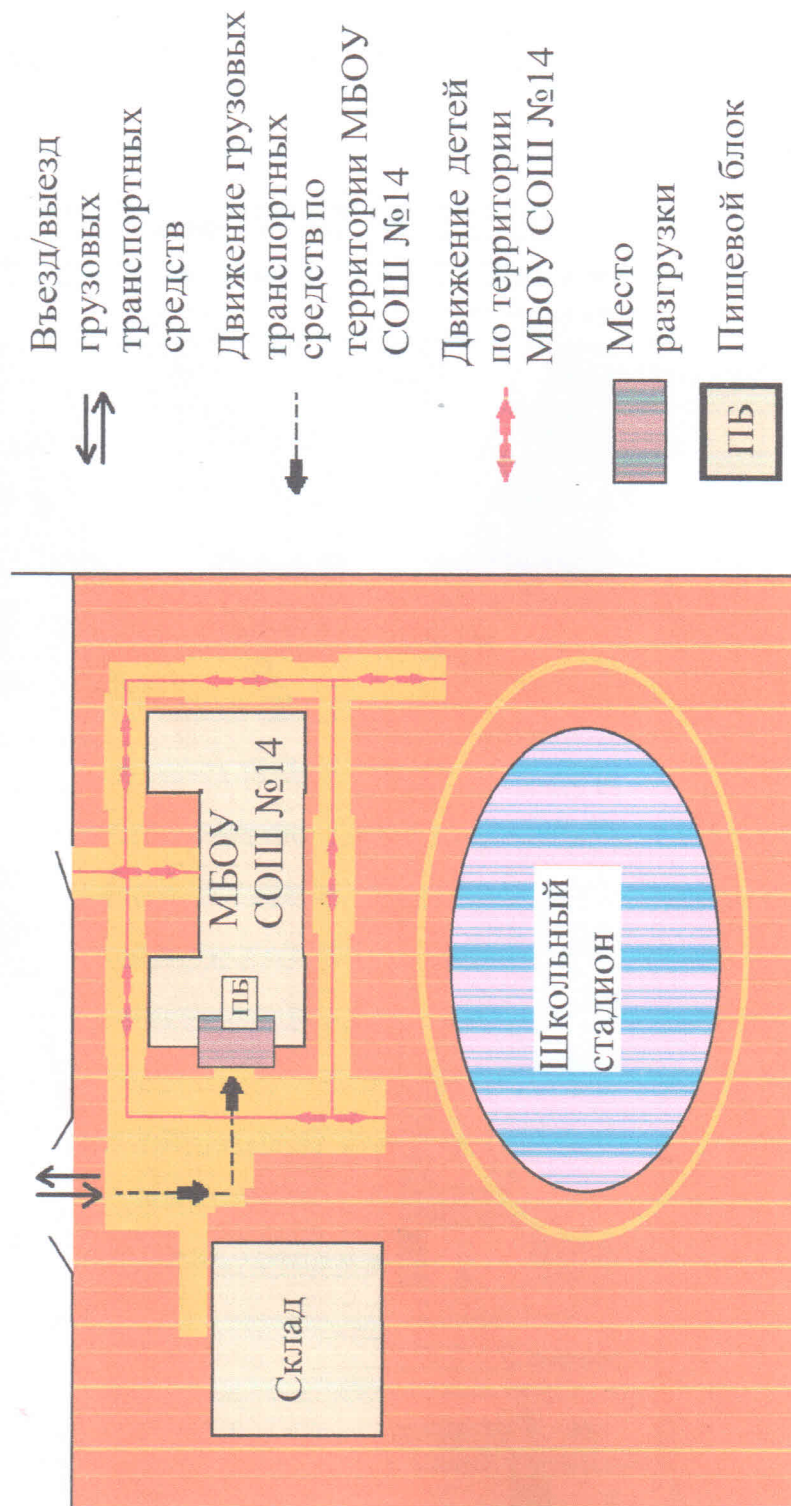 Въезд/выезд
грузовых
транспортных
средств
Движение грузовых
транспортных
средств по
территории МБОУ
СОШ №14
Движение детей
по территории
МБОУ СОШ №14
Место
разгрузки
ПБ
Пищевой блок
МБОУ
СОШ №14
ПБ
Склад
Школьный
стадион